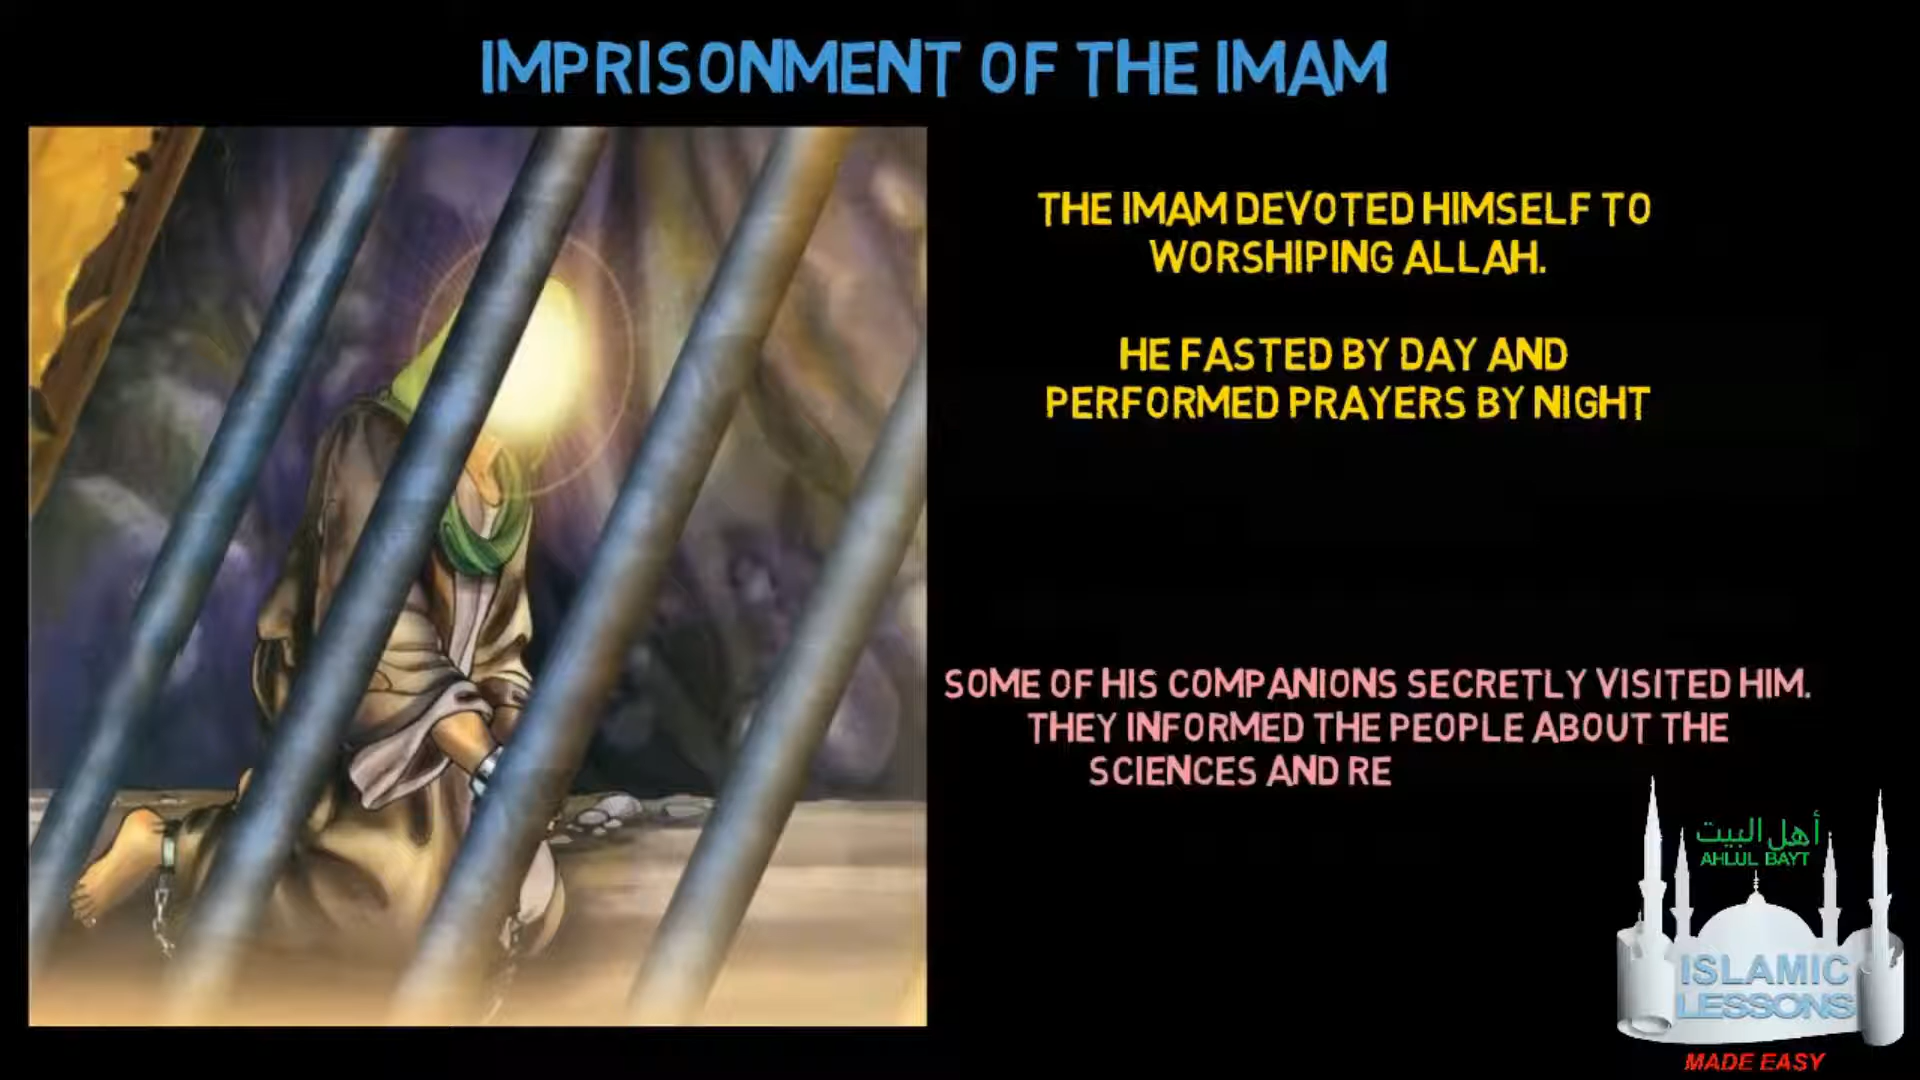 IMPRISONMENT OF THE IMAM
THE IMAM DEVOTED HIMSELF TO
WORSHIPING ALLAH.
HE FASTED BY DAY AND
PERFORMED PRAYERS BY NIGHT
SOME OF HIS COMPANIONS SECRETLY VISITED HIM.
THEY INFORMED THE PEOPLE ABOUT THE
SCIENCES AND RE
أهل البيت
AHLUL BAYT
ISLAMIC
LESSONS
MADE EASY